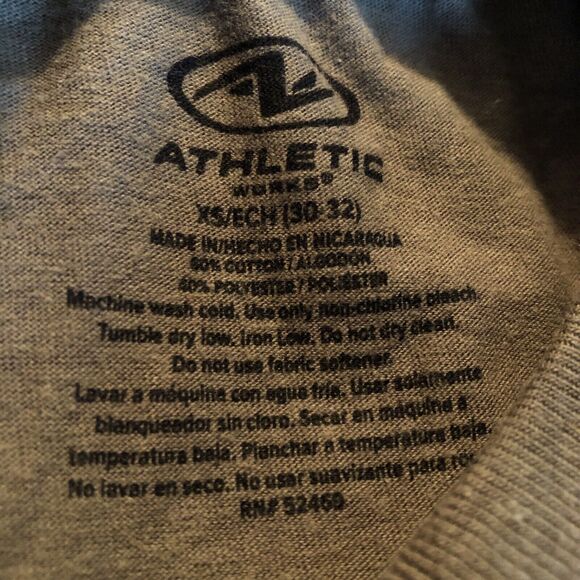 ATHLETIC
WORKS®
XS/ECH (30-32)
MADE IN/HECHO EN NICARAGUA
60% COTTON/ALGODON
40% POLYESTER/POLIÉSTER
Machine wash cold. Use only non-chlorine bleach.
Tumble dry low. Iron Low. Do not dry clean.
Do not use fabric softener.
Lavar a máquina con agua fría. Usar solamente
blanqueador sin cloro. Secar en máquina a
temperatura baja. Planchar a temperatura baja.
No lavar en seco. No usar suavizante para
RN# 52469